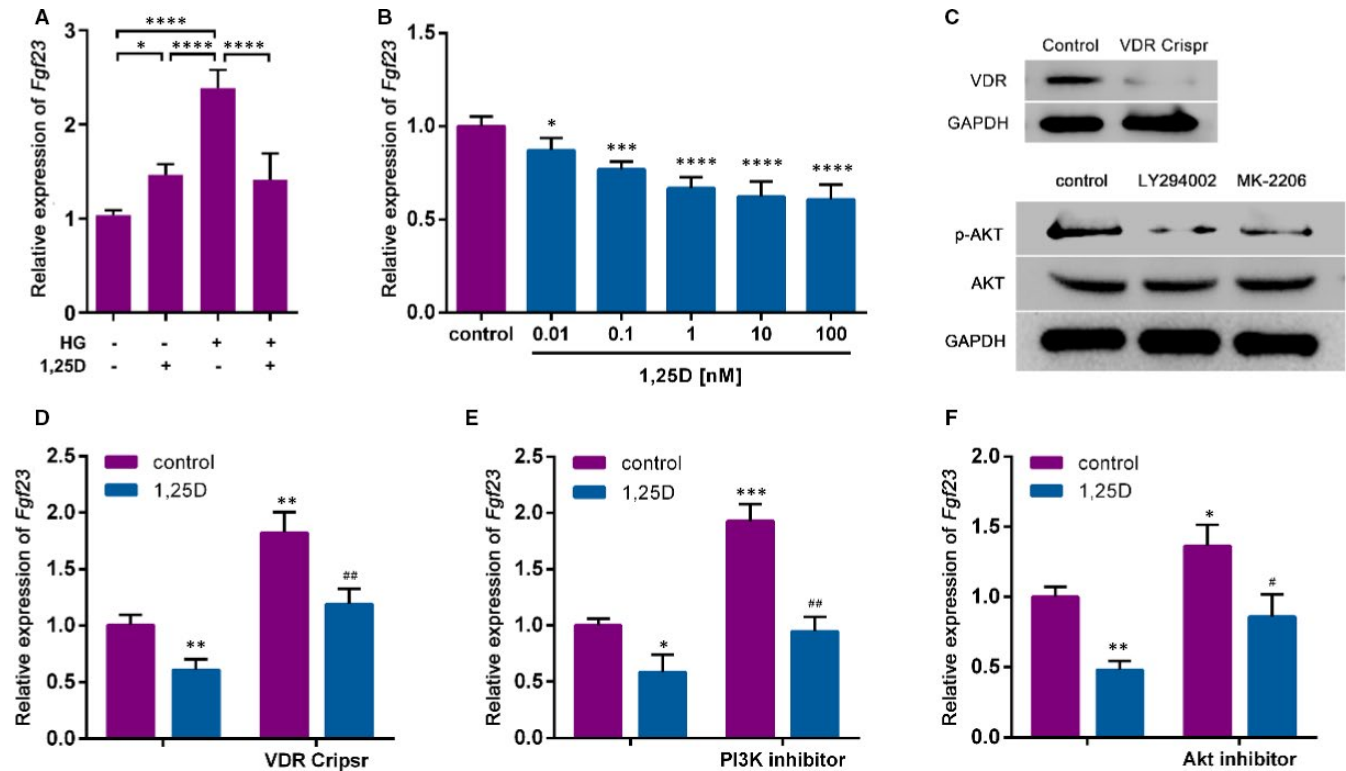 A
Relative expression of Fgf23
3
2
1
0
****
* **** ****
HG - - + +
1,25D - + - +
B
Relative expression of Fgf23
1.5
1.0
0.5
0.0
* *** **** **** ****
control 0.01 0.1 1 10 100
1,25D [nM]
C
Control VDR Crispr
VDR
GAPDH
control LY294002 MK-2206
p-AKT
AKT
GAPDH
D
Relative expression of Fgf23
2.5
2.0
1.5
1.0
0.5
0.0
control
1,25D
** ** ##
VDR Cripsr
E
Relative expression of Fgf23
2.5
2.0
1.5
1.0
0.5
0.0
control
1,25D
* *** ##
PI3K inhibitor
F
Relative expression of Fgf23
2.0
1.5
1.0
0.5
0.0
control
1,25D
** * #
Akt inhibitor